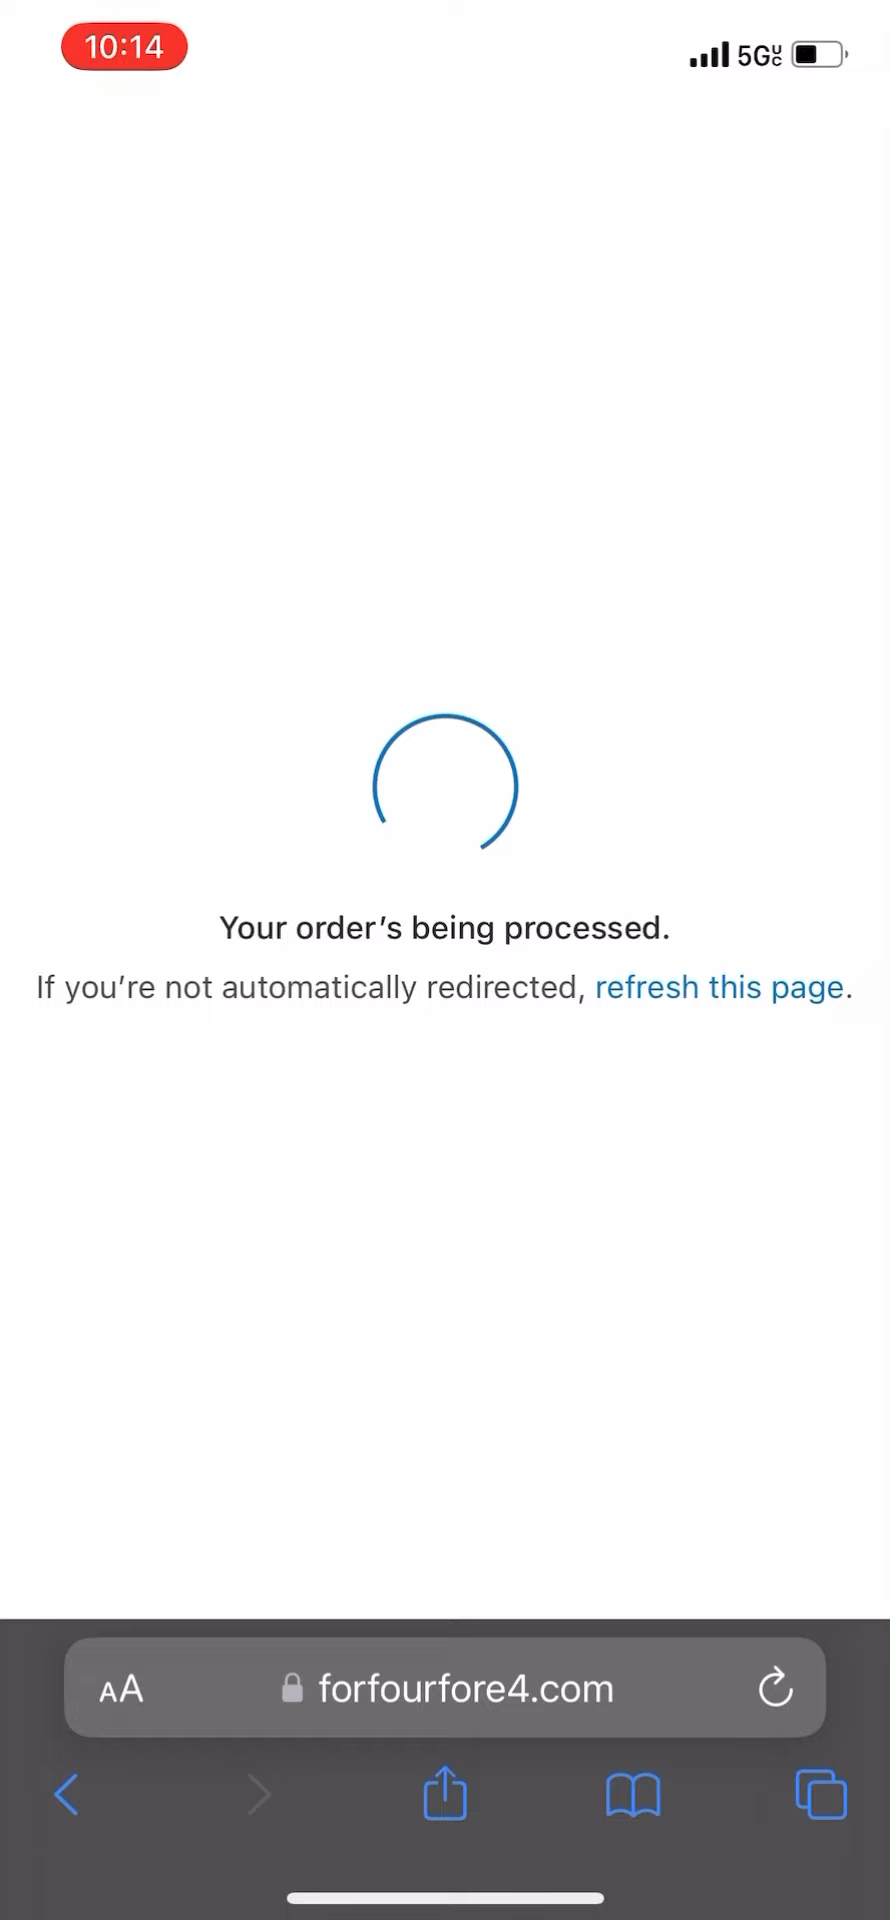 10:14
5G UC
Your order's being processed.
If you're not automatically redirected, refresh this page.
AA
forfourfore4.com